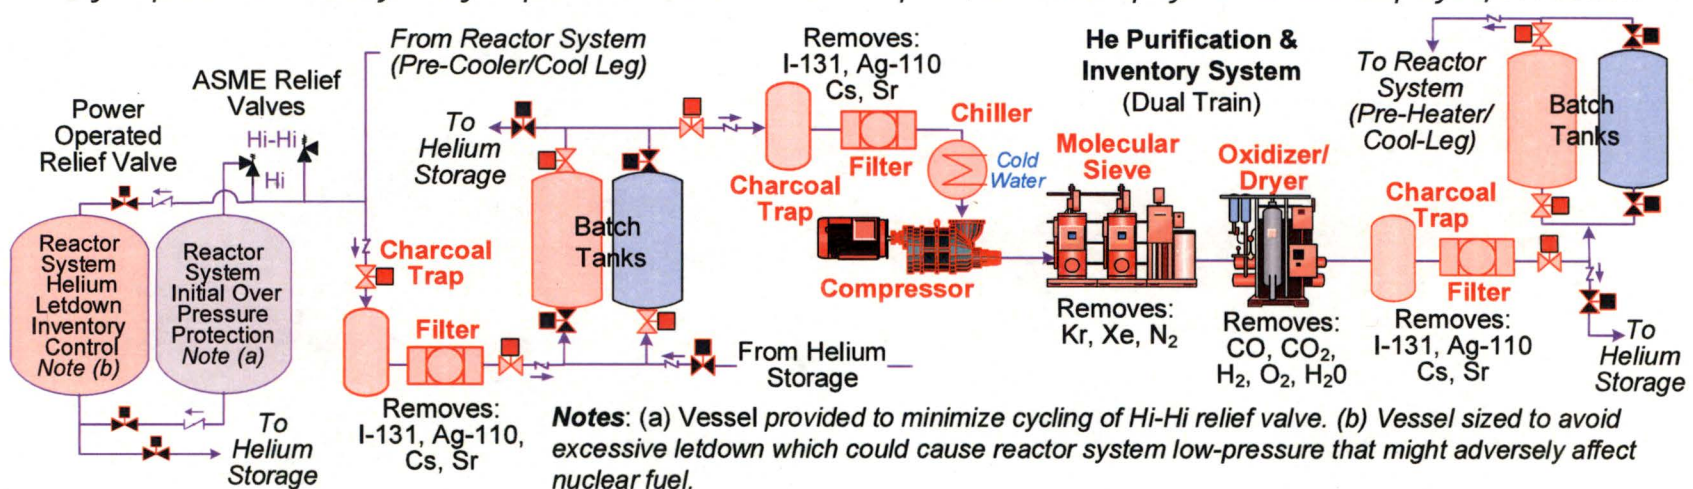 From Reactor System
(Pre-Cooler/Cool Leg)
ASME Relief
Valves
Power
Operated
Relief Valve
Hi-Hi
Hi
Reactor
System
Helium
Letdown
Inventory
Control
Note (b)
Reactor
System
Initial Over
Pressure
Protection
Note (a)
To
Helium
Storage
Charcoal
Trap
Filter
Removes:
I-131, Ag-110,
Cs, Sr
To
Helium
Storage
Batch
Tanks
From Helium
Storage
Removes:
I-131, Ag-110
Cs, Sr
Charcoal
Trap
Filter
Chiller
Cold
Water
Compressor
He Purification &
Inventory System
(Dual Train)
Molecular
Sieve
Removes:
Kr, Xe, N2
Oxidizer/
Dryer
Removes:
CO, CO2,
H2, O2, H20
Charcoal
Trap
Filter
Removes:
I-131, Ag-110
Cs, Sr
To Reactor
System
(Pre-Heater/
Cool-Leg)
Batch
Tanks
To
Helium
Storage
Notes: (a) Vessel provided to minimize cycling of Hi-Hi relief valve. (b) Vessel sized to avoid
excessive letdown which could cause reactor system low-pressure that might adversely affect
nuclear fuel.